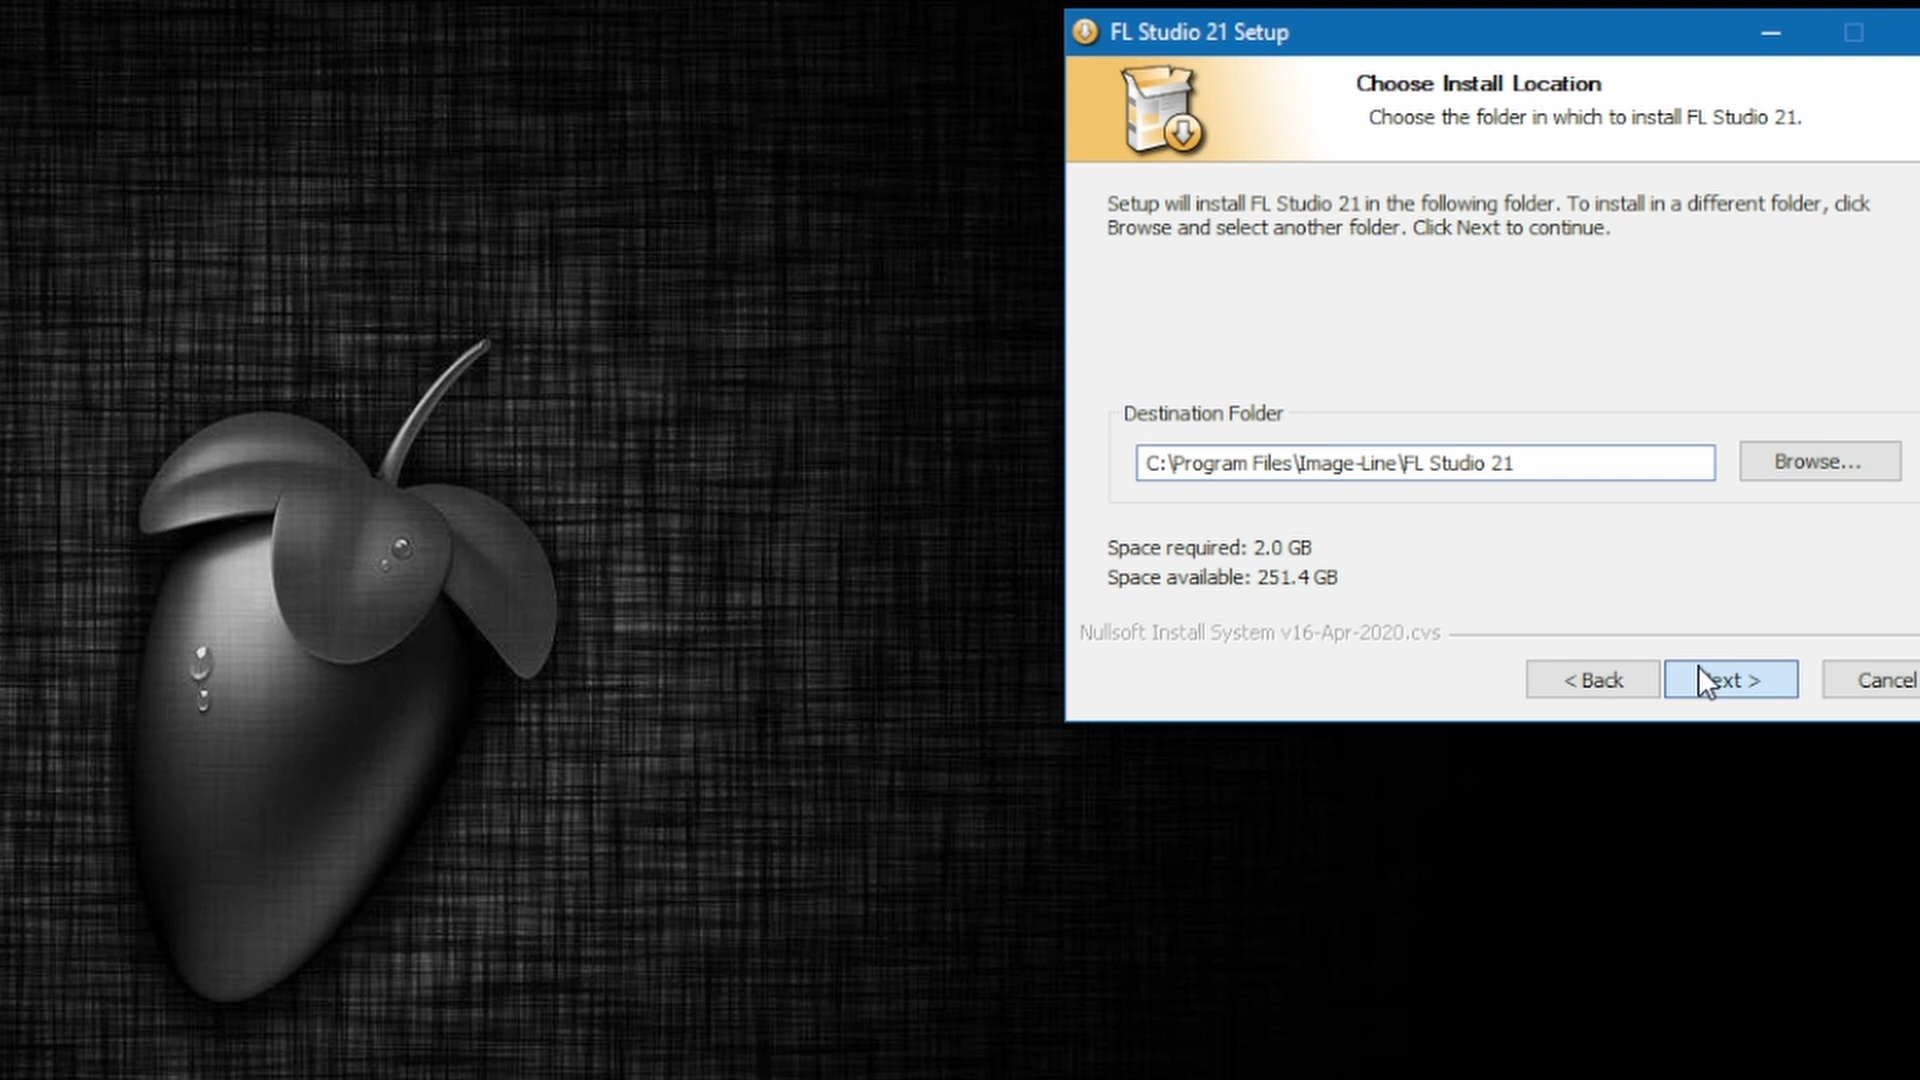 FL Studio 21 Setup
Choose Install Location
Choose the folder in which to install FL Studio 21.
Setup will install FL Studio 21 in the following folder. To install in a different folder, click
Browse and select another folder. Click Next to continue.
Destination Folder
C:\Program Files\Image-Line\FL Studio 21
Browse...
Space required: 2.0 GB
Space available: 251.4 GB
Nullsoft Install System v16-Apr-2020.cvs
< Back
ext >
Cancel